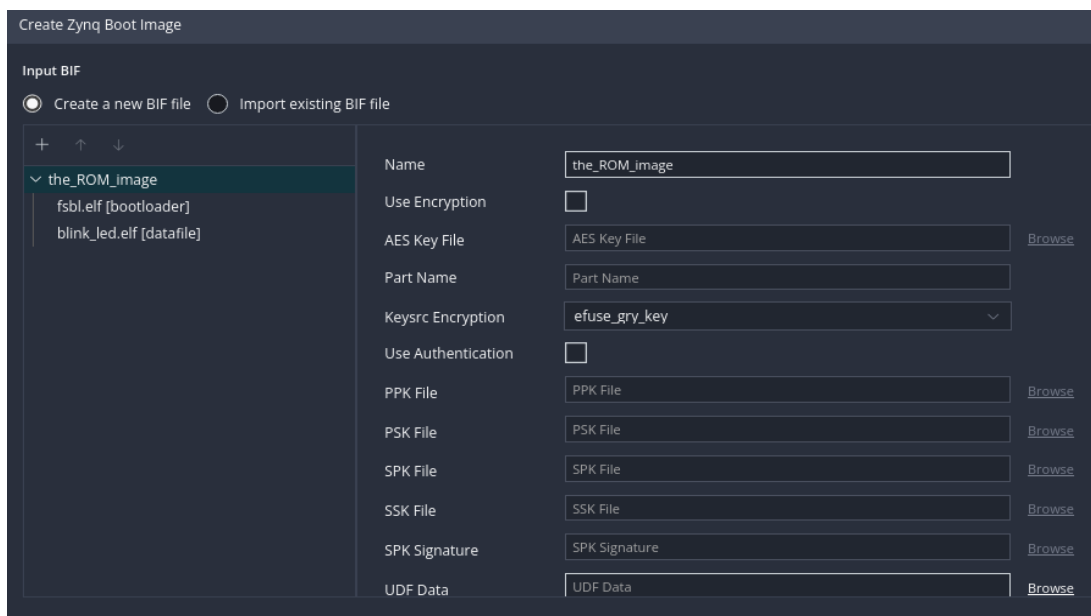 Create Zynq Boot Image
Input BIF
Create a new BIF file Import existing BIF file
the_ROM_image
fsbl.elf [bootloader]
blink_led.elf [datafile]
Name the_ROM_image
Use Encryption
AES Key File AES Key File Browse
Part Name Part Name
Keysrc Encryption efuse_gry_key
Use Authentication
PPK File PPK File Browse
PSK File PSK File Browse
SPK File SPK File Browse
SSK File SSK File Browse
SPK Signature SPK Signature Browse
UDF Data UDF Data Browse